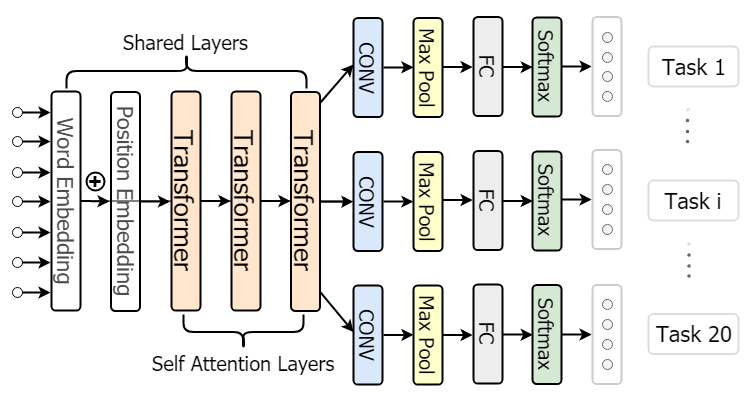 Shared Layers
Word Embedding
Position Embedding
Transformer
Transformer
Transformer
Self Attention Layers
CONV
Max Pool
FC
Softmax
Task 1
CONV
Max Pool
FC
Softmax
Task i
CONV
Max Pool
FC
Softmax
Task 20